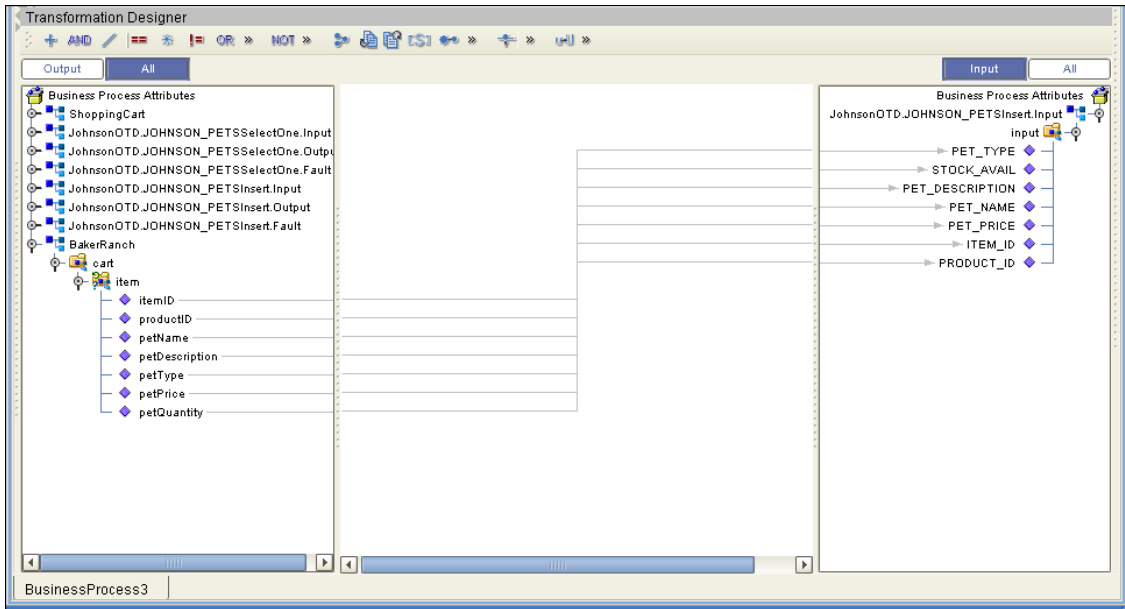 Transformation Designer
AND == != OR » NOT » [S] » » »
Output All Input All
Business Process Attributes
ShoppingCart
JohnsonOTD.JOHNSON_PETSSelectOne.Input
JohnsonOTD.JOHNSON_PETSSelectOne.Outpu
JohnsonOTD.JOHNSON_PETSSelectOne.Fault
JohnsonOTD.JOHNSON_PETSInsert.Input
JohnsonOTD.JOHNSON_PETSInsert.Output
JohnsonOTD.JOHNSON_PETSInsert.Fault
BakerRanch
cart
item
itemID
productID
petName
petDescription
petType
petPrice
petQuantity
Business Process Attributes
JohnsonOTD.JOHNSON_PETSInsert.Input
input
PET_TYPE
STOCK_AVAIL
PET_DESCRIPTION
PET_NAME
PET_PRICE
ITEM_ID
PRODUCT_ID
BusinessProcess3